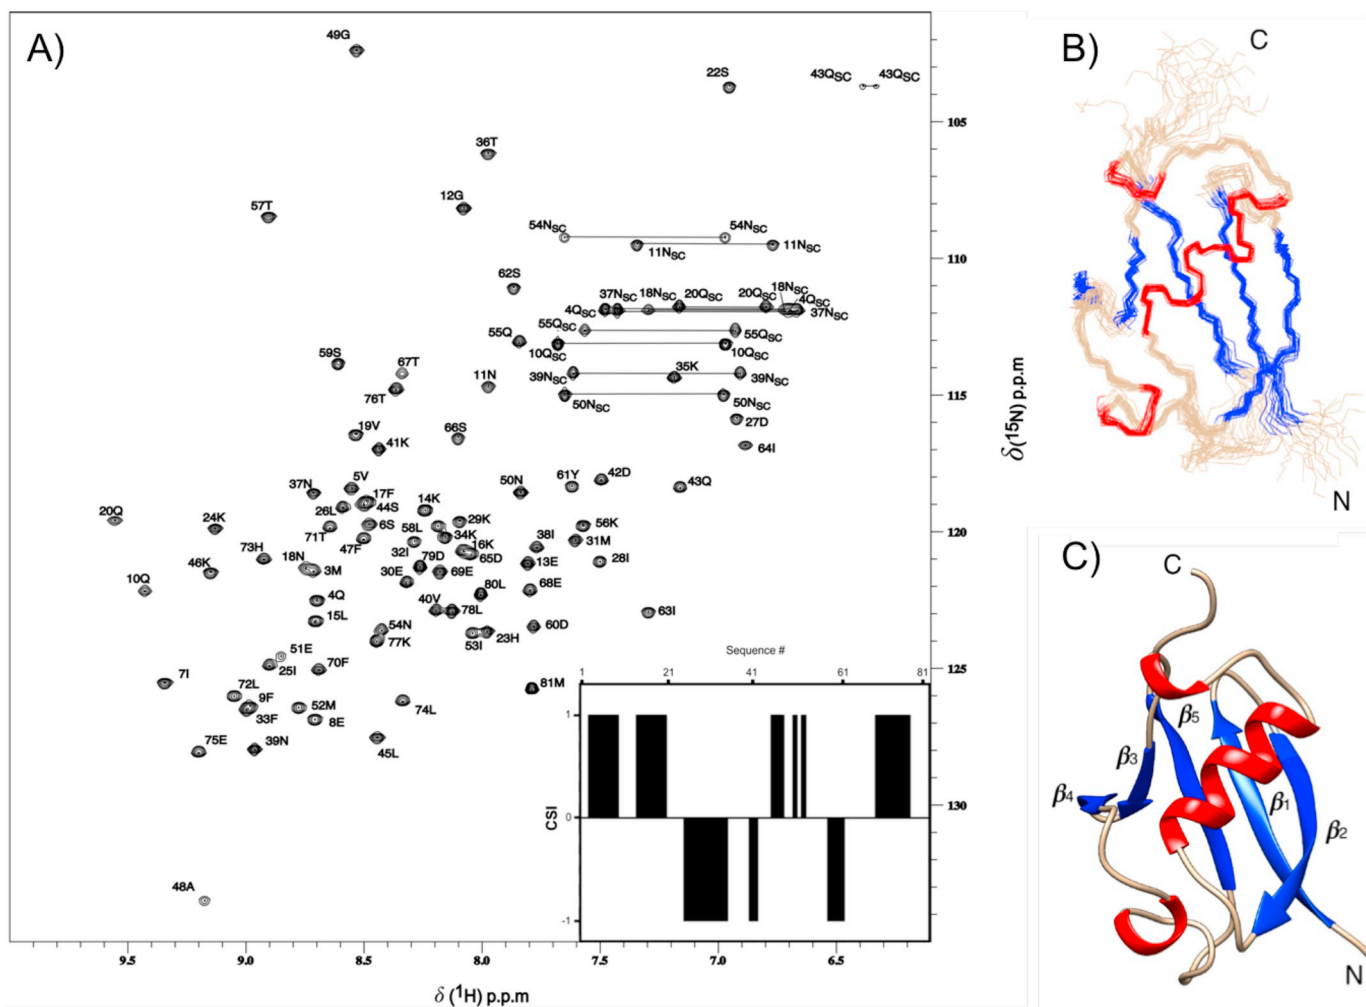 A)
B)
C
49G
22S
43QSC
43QSC
105
36T
12G
57T
54NSC
54NSC
11NSC
11NSC
110
62S
37NSC
18NSC
20QSC
20QSC
18NSC
4QSC
4QSC
37NSC
55Q
55QSC
55QSC
10QSC
10QSC
59S
67T
11N
35K
39NSC
39NSC
76T
50NSC
50NSC
115
27D
19V
41K
66S
64I
δ(15N) p.p.m
N
37N
5V
17F
50N
61Y
42D
43Q
26L
44S
14K
20Q
24K
71T
6S
58L
29K
56K
120
47F
34K
73H
32I
16K
38I
31M
18N
79D
65D
13E
28I
46K
3M
30E
69E
10Q
80L
68E
4Q
40V
78L
63I
15L
54N
60D
77K
53I
23H
51E
25I
70F
Sequence #
1
21
41
61
81
125
7I
72L
9F
52M
74L
81M
33F
8E
75E
39N
45L
1
CSI
0
-1
130
48A
9.5
9.0
8.5
8.0
7.5
7.0
6.5
δ (1H) p.p.m
C)
C
β5
β3
β4
β1
β2
N